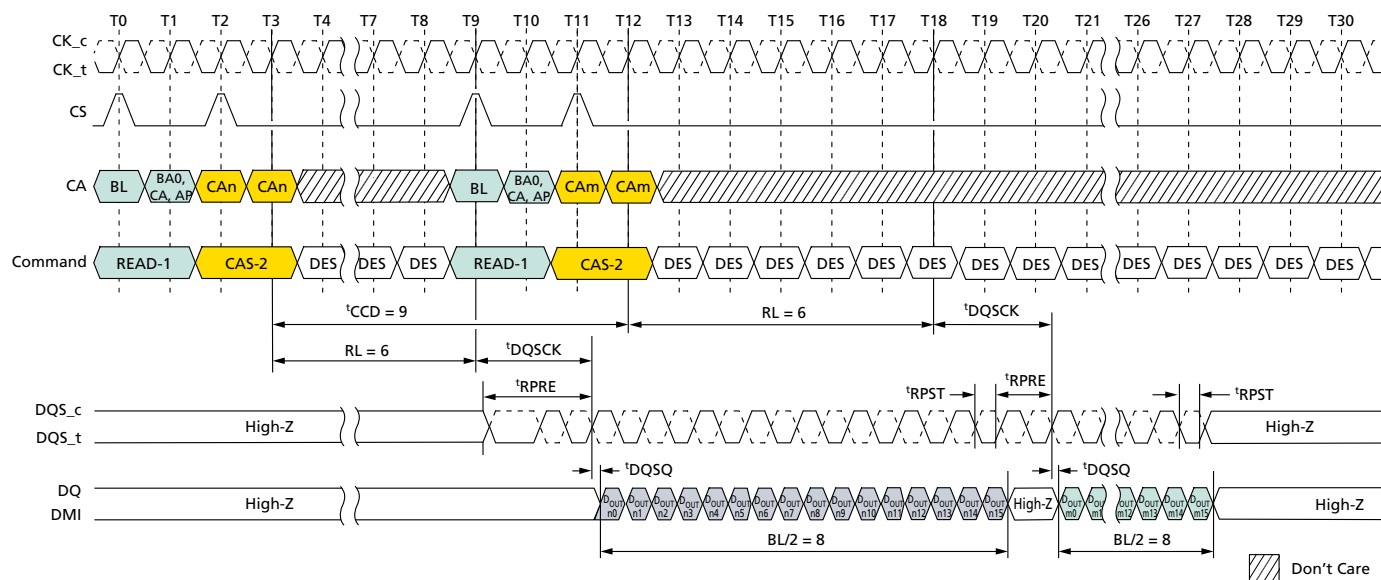 T0 T1 T2 T3 T4 T7 T8 T9 T10 T11 T12 T13 T14 T15 T16 T17 T18 T19 T20 T21 T26 T27 T28 T29 T30
CK_c
CK_t
CS
CA BL BA0, CA, AP CAn CAn BL BA0, CA, AP CAm CAm
Command READ-1 CAS-2 DES DES DES READ-1 CAS-2 DES DES DES DES DES DES DES DES DES DES DES DES DES DES
tCCD = 9 RL = 6 tDQSCK
RL = 6 tDQSCK
tRPRE tRPST tRPRE tRPST
DQS_c
DQS_t
High-Z High-Z
tDQSQ tDQSQ
DQ
DMI
High-Z DOUT n0 DOUT n1 DOUT n2 DOUT n3 DOUT n4 DOUT n5 DOUT n6 DOUT n7 DOUT n8 DOUT n9 DOUT n10 DOUT n11 DOUT n12 DOUT n13 DOUT n14 DOUT n15 High-Z DOUT m0 DOUT m1 DOUT m12 DOUT m13 DOUT m14 DOUT m15 High-Z
BL/2 = 8 BL/2 = 8
Don't Care